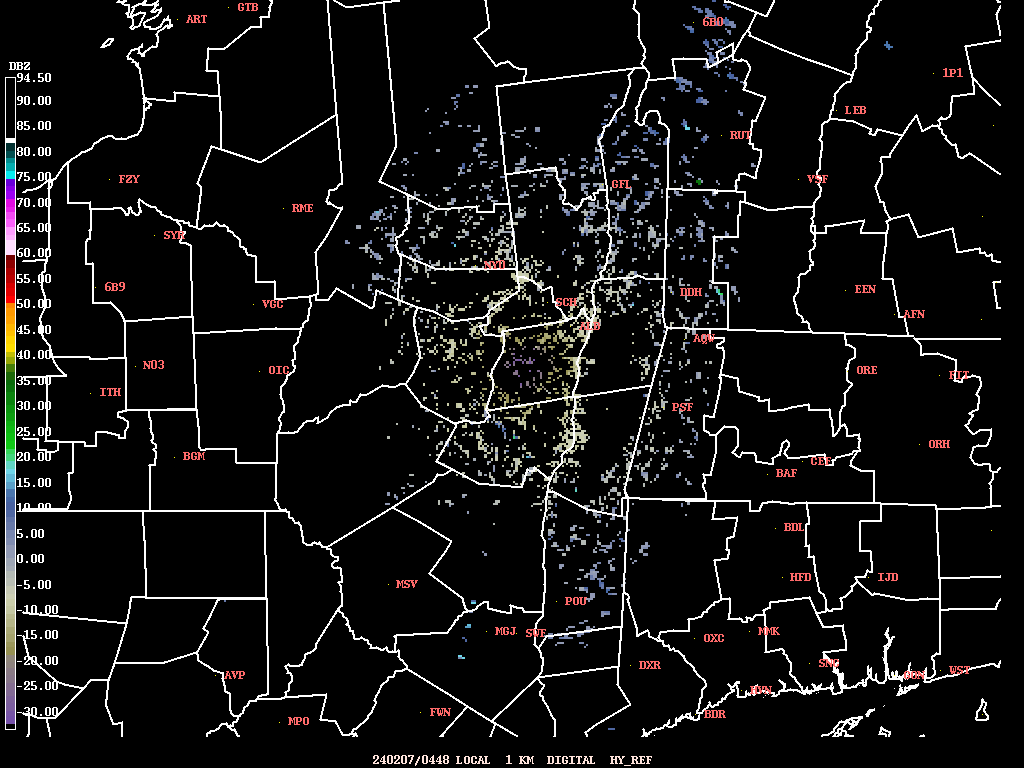 GTB
ART
6B0
DBZ
94.50
1P1
90.00
LEB
85.00
RUT
80.00
75.00
FZY
GFL
VSF
70.00
RME
65.00
SYR
60.00
NY0
55.00
6B9
DDH
EEN
50.00
VGC
SCH
AFN
45.00
ALB
AQW
40.00
N03
OIC
ORE
FIT
35.00
ITH
30.00
PSF
25.00
ORH
20.00
BGM
CEF
15.00
BAF
10.00
BDL
5.00
0.00
MSV
HFD
IJD
-5.00
-10.00
POU
-15.00
MGJ
SWF
OXC
MMK
-20.00
DXR
SNC
WST
-25.00
AVP
GON
HVN
-30.00
MPO
FWN
BDR
240207/0448 LOCAL 1 KM DIGITAL HY_REF